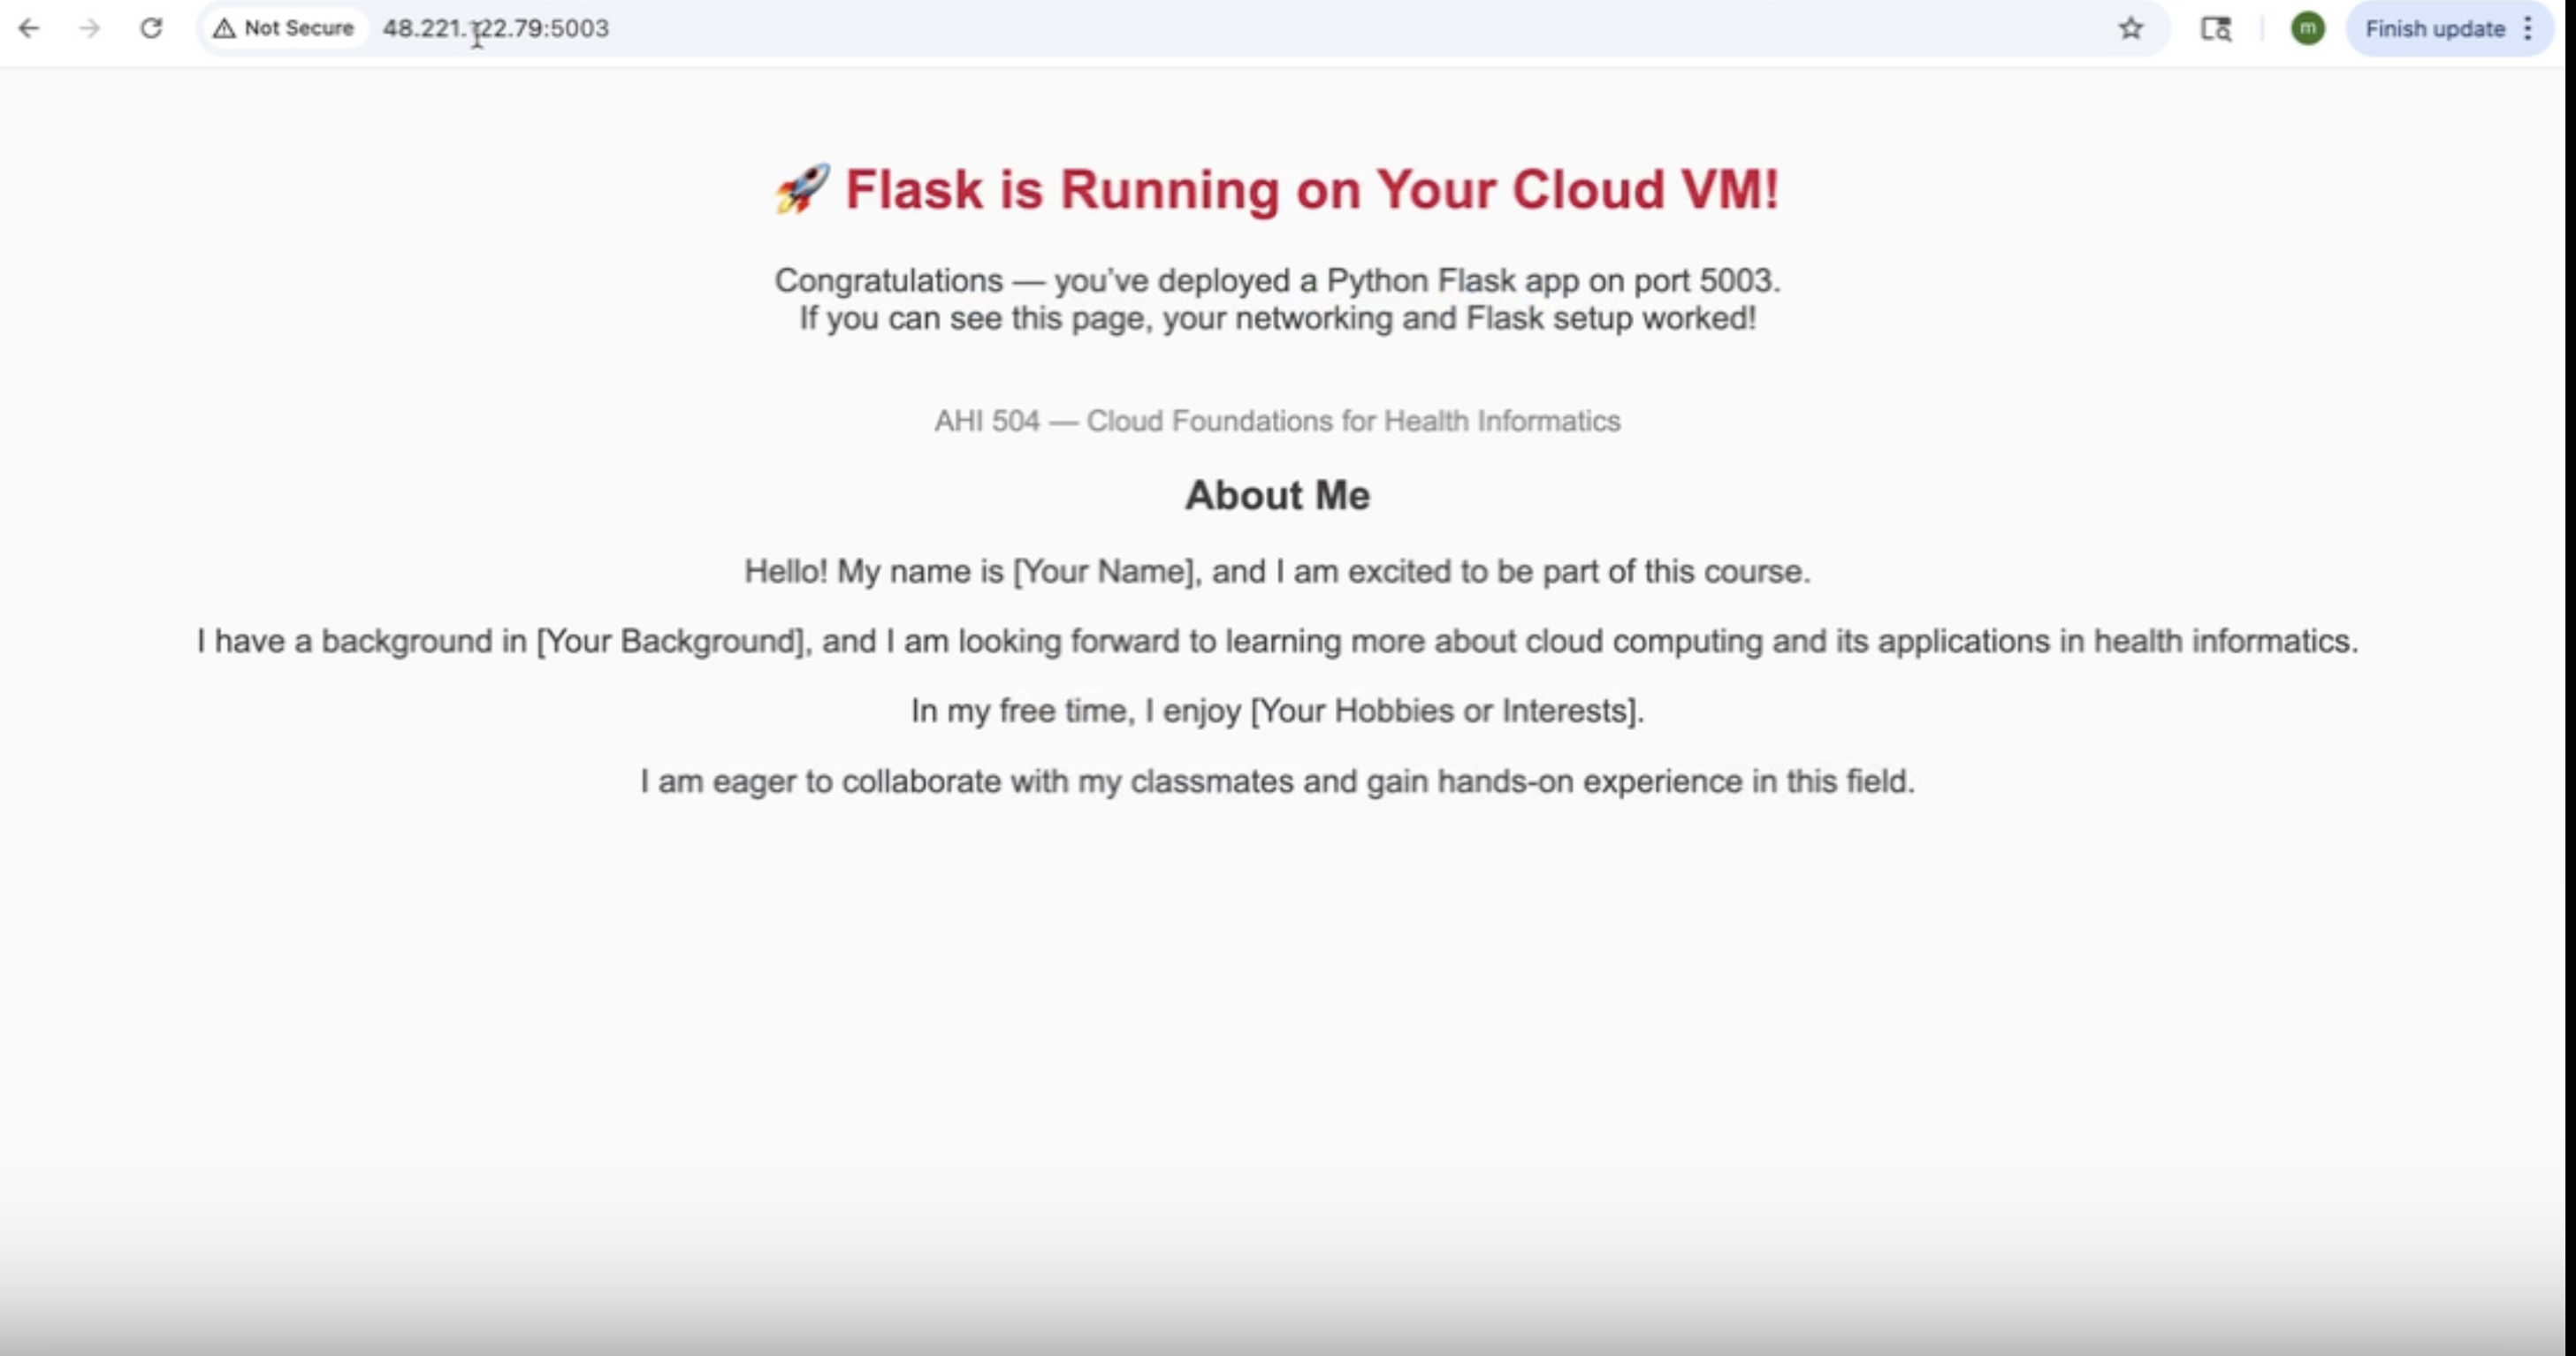 Not Secure
Finish update
m
🚀 Flask is Running on Your Cloud VM!
Congratulations — you've deployed a Python Flask app on port 5003.
If you can see this page, your networking and Flask setup worked!
AHI 504 — Cloud Foundations for Health Informatics
About Me
Hello! My name is [Your Name], and I am excited to be part of this course.
I have a background in [Your Background], and I am looking forward to learning more about cloud computing and its applications in health informatics.
In my free time, I enjoy [Your Hobbies or Interests].
I am eager to collaborate with my classmates and gain hands-on experience in this field.